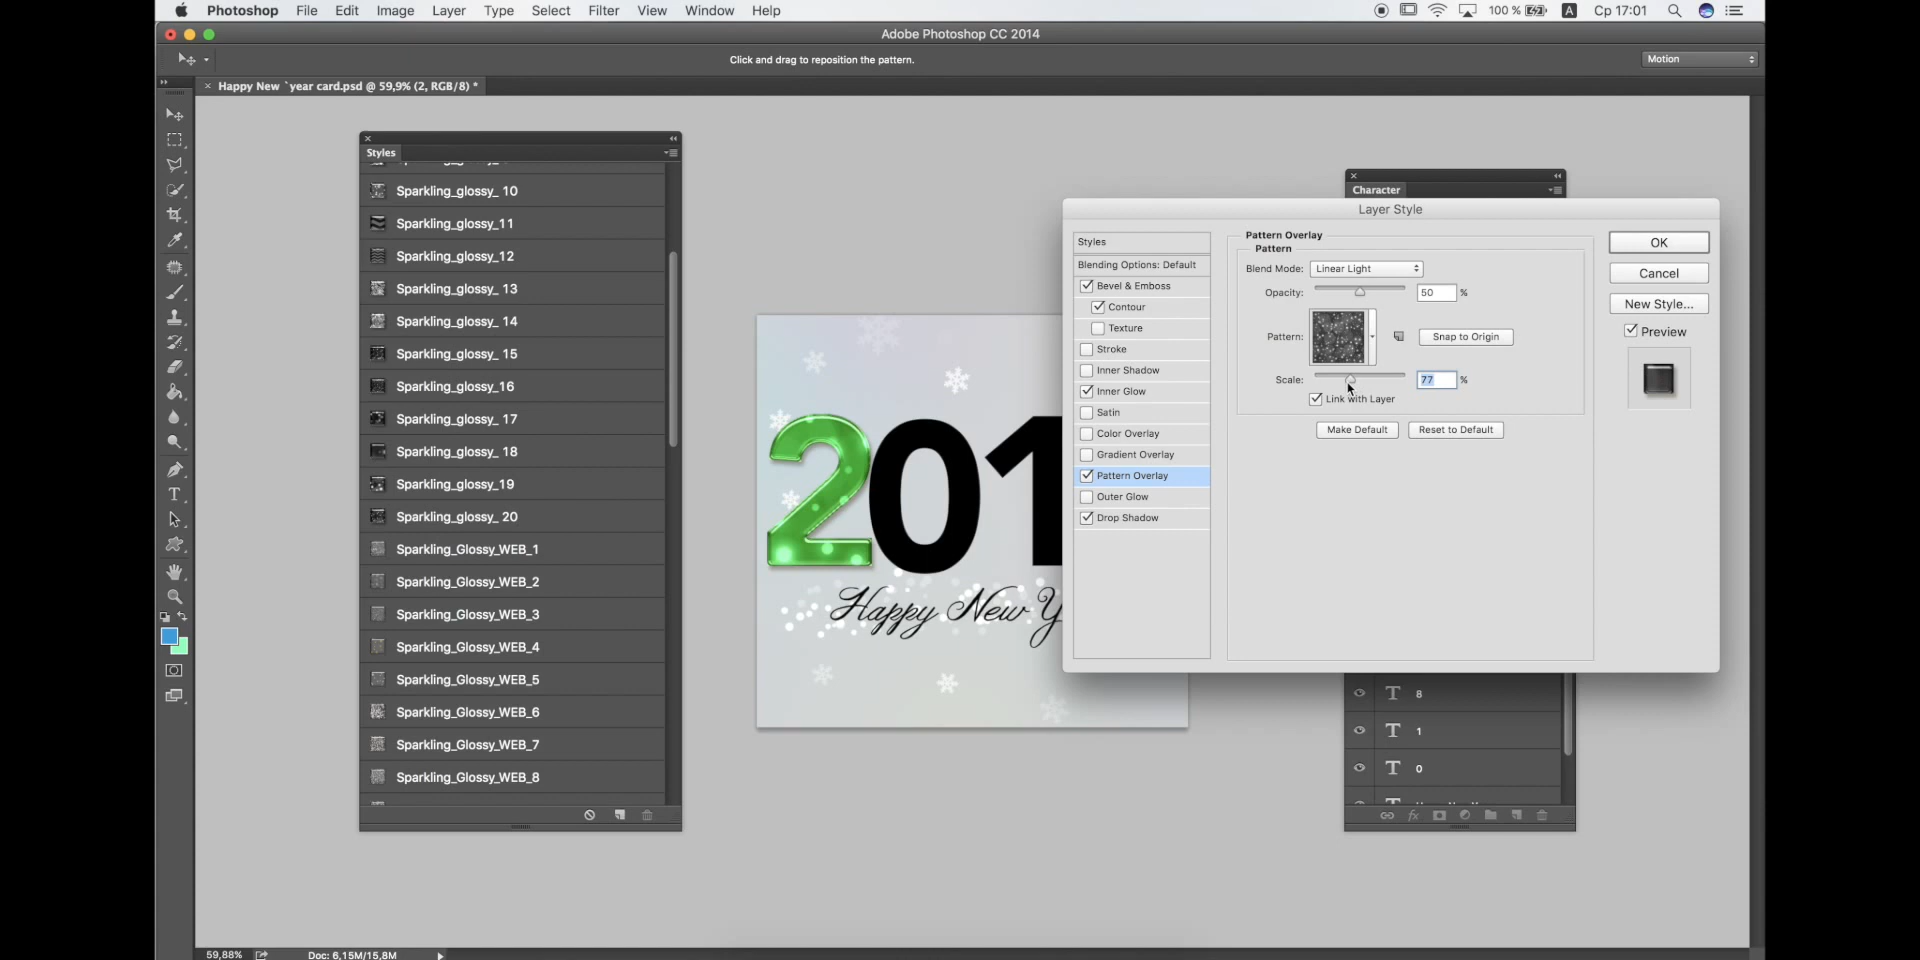 Photoshop File Edit Image Layer Type Select Filter View Window Help
100 % A Ср 17:01
Adobe Photoshop CC 2014
Click and drag to reposition the pattern.
Motion
Happy New `year card.psd @ 59,9% (2, RGB/8) *
Styles
Sparkling_glossy_ 10
Sparkling_glossy_11
Sparkling_glossy_12
Sparkling_glossy_ 13
Sparkling_glossy_ 14
Sparkling_glossy_ 15
Sparkling_glossy_16
Sparkling_glossy_ 17
Sparkling_glossy_ 18
Sparkling_glossy_19
Sparkling_glossy_ 20
Sparkling_Glossy_WEB_1
Sparkling_Glossy_WEB_2
Sparkling_Glossy_WEB_3
Sparkling_Glossy_WEB_4
Sparkling_Glossy_WEB_5
Sparkling_Glossy_WEB_6
Sparkling_Glossy_WEB_7
Sparkling_Glossy_WEB_8
201
Happy New Y
Character
Layer Style
Styles
Blending Options: Default
Bevel & Emboss
Contour
Texture
Stroke
Inner Shadow
Inner Glow
Satin
Color Overlay
Gradient Overlay
Pattern Overlay
Outer Glow
Drop Shadow
Pattern Overlay
Pattern
Blend Mode: Linear Light
Opacity: 50 %
Pattern: Snap to Origin
Scale: 77 %
Link with Layer
Make Default Reset to Default
OK
Cancel
New Style...
Preview
T 8
T 1
T 0
fx
59,88% Doc: 6,15M/15,8M